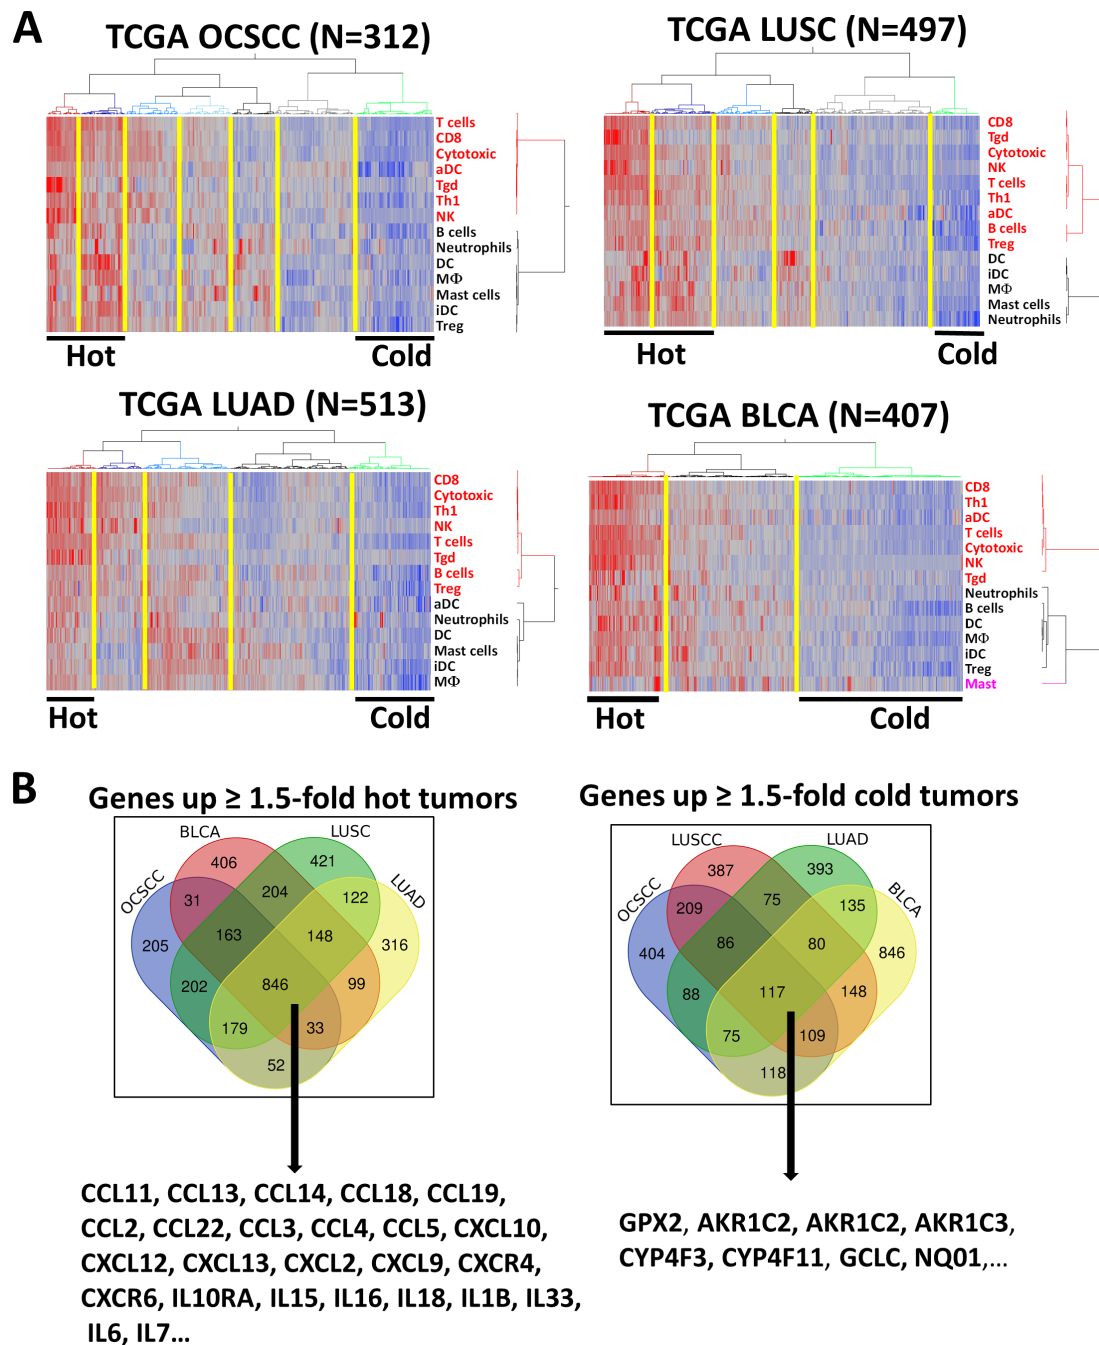 A
TCGA OCSCC (N=312)
T cells
CD8
Cytotoxic
aDC
Tgd
Th1
NK
B cells
Neutrophils
DC
MΦ
Mast cells
iDC
Treg
Hot
Cold
TCGA LUSC (N=497)
CD8
Tgd
Cytotoxic
NK
T cells
Th1
aDC
B cells
Treg
DC
iDC
MΦ
Mast cells
Neutrophils
Hot
Cold
TCGA LUAD (N=513)
CD8
Cytotoxic
Th1
NK
T cells
Tgd
B cells
Treg
aDC
Neutrophils
DC
Mast cells
iDC
MΦ
Hot
Cold
TCGA BLCA (N=407)
CD8
Th1
aDC
T cells
Cytotoxic
NK
Tgd
Neutrophils
B cells
DC
MΦ
iDC
Treg
Mast
Hot
Cold
B
Genes up ≥ 1.5-fold hot tumors
BLCA
LUSC
OCSCC
LUAD
406
421
31
204
122
205
163
148
316
202
846
99
179
33
52
CCL11, CCL13, CCL14, CCL18, CCL19,
CCL2, CCL22, CCL3, CCL4, CCL5, CXCL10,
CXCL12, CXCL13, CXCL2, CXCL9, CXCR4,
CXCR6, IL10RA, IL15, IL16, IL18, IL1B, IL33,
IL6, IL7...
Genes up ≥ 1.5-fold cold tumors
LUSCC
LUAD
OCSCC
BLCA
387
393
209
75
135
404
86
80
846
88
117
148
75
109
118
GPX2, AKR1C2, AKR1C2, AKR1C3,
CYP4F3, CYP4F11, GCLC, NQ01,...